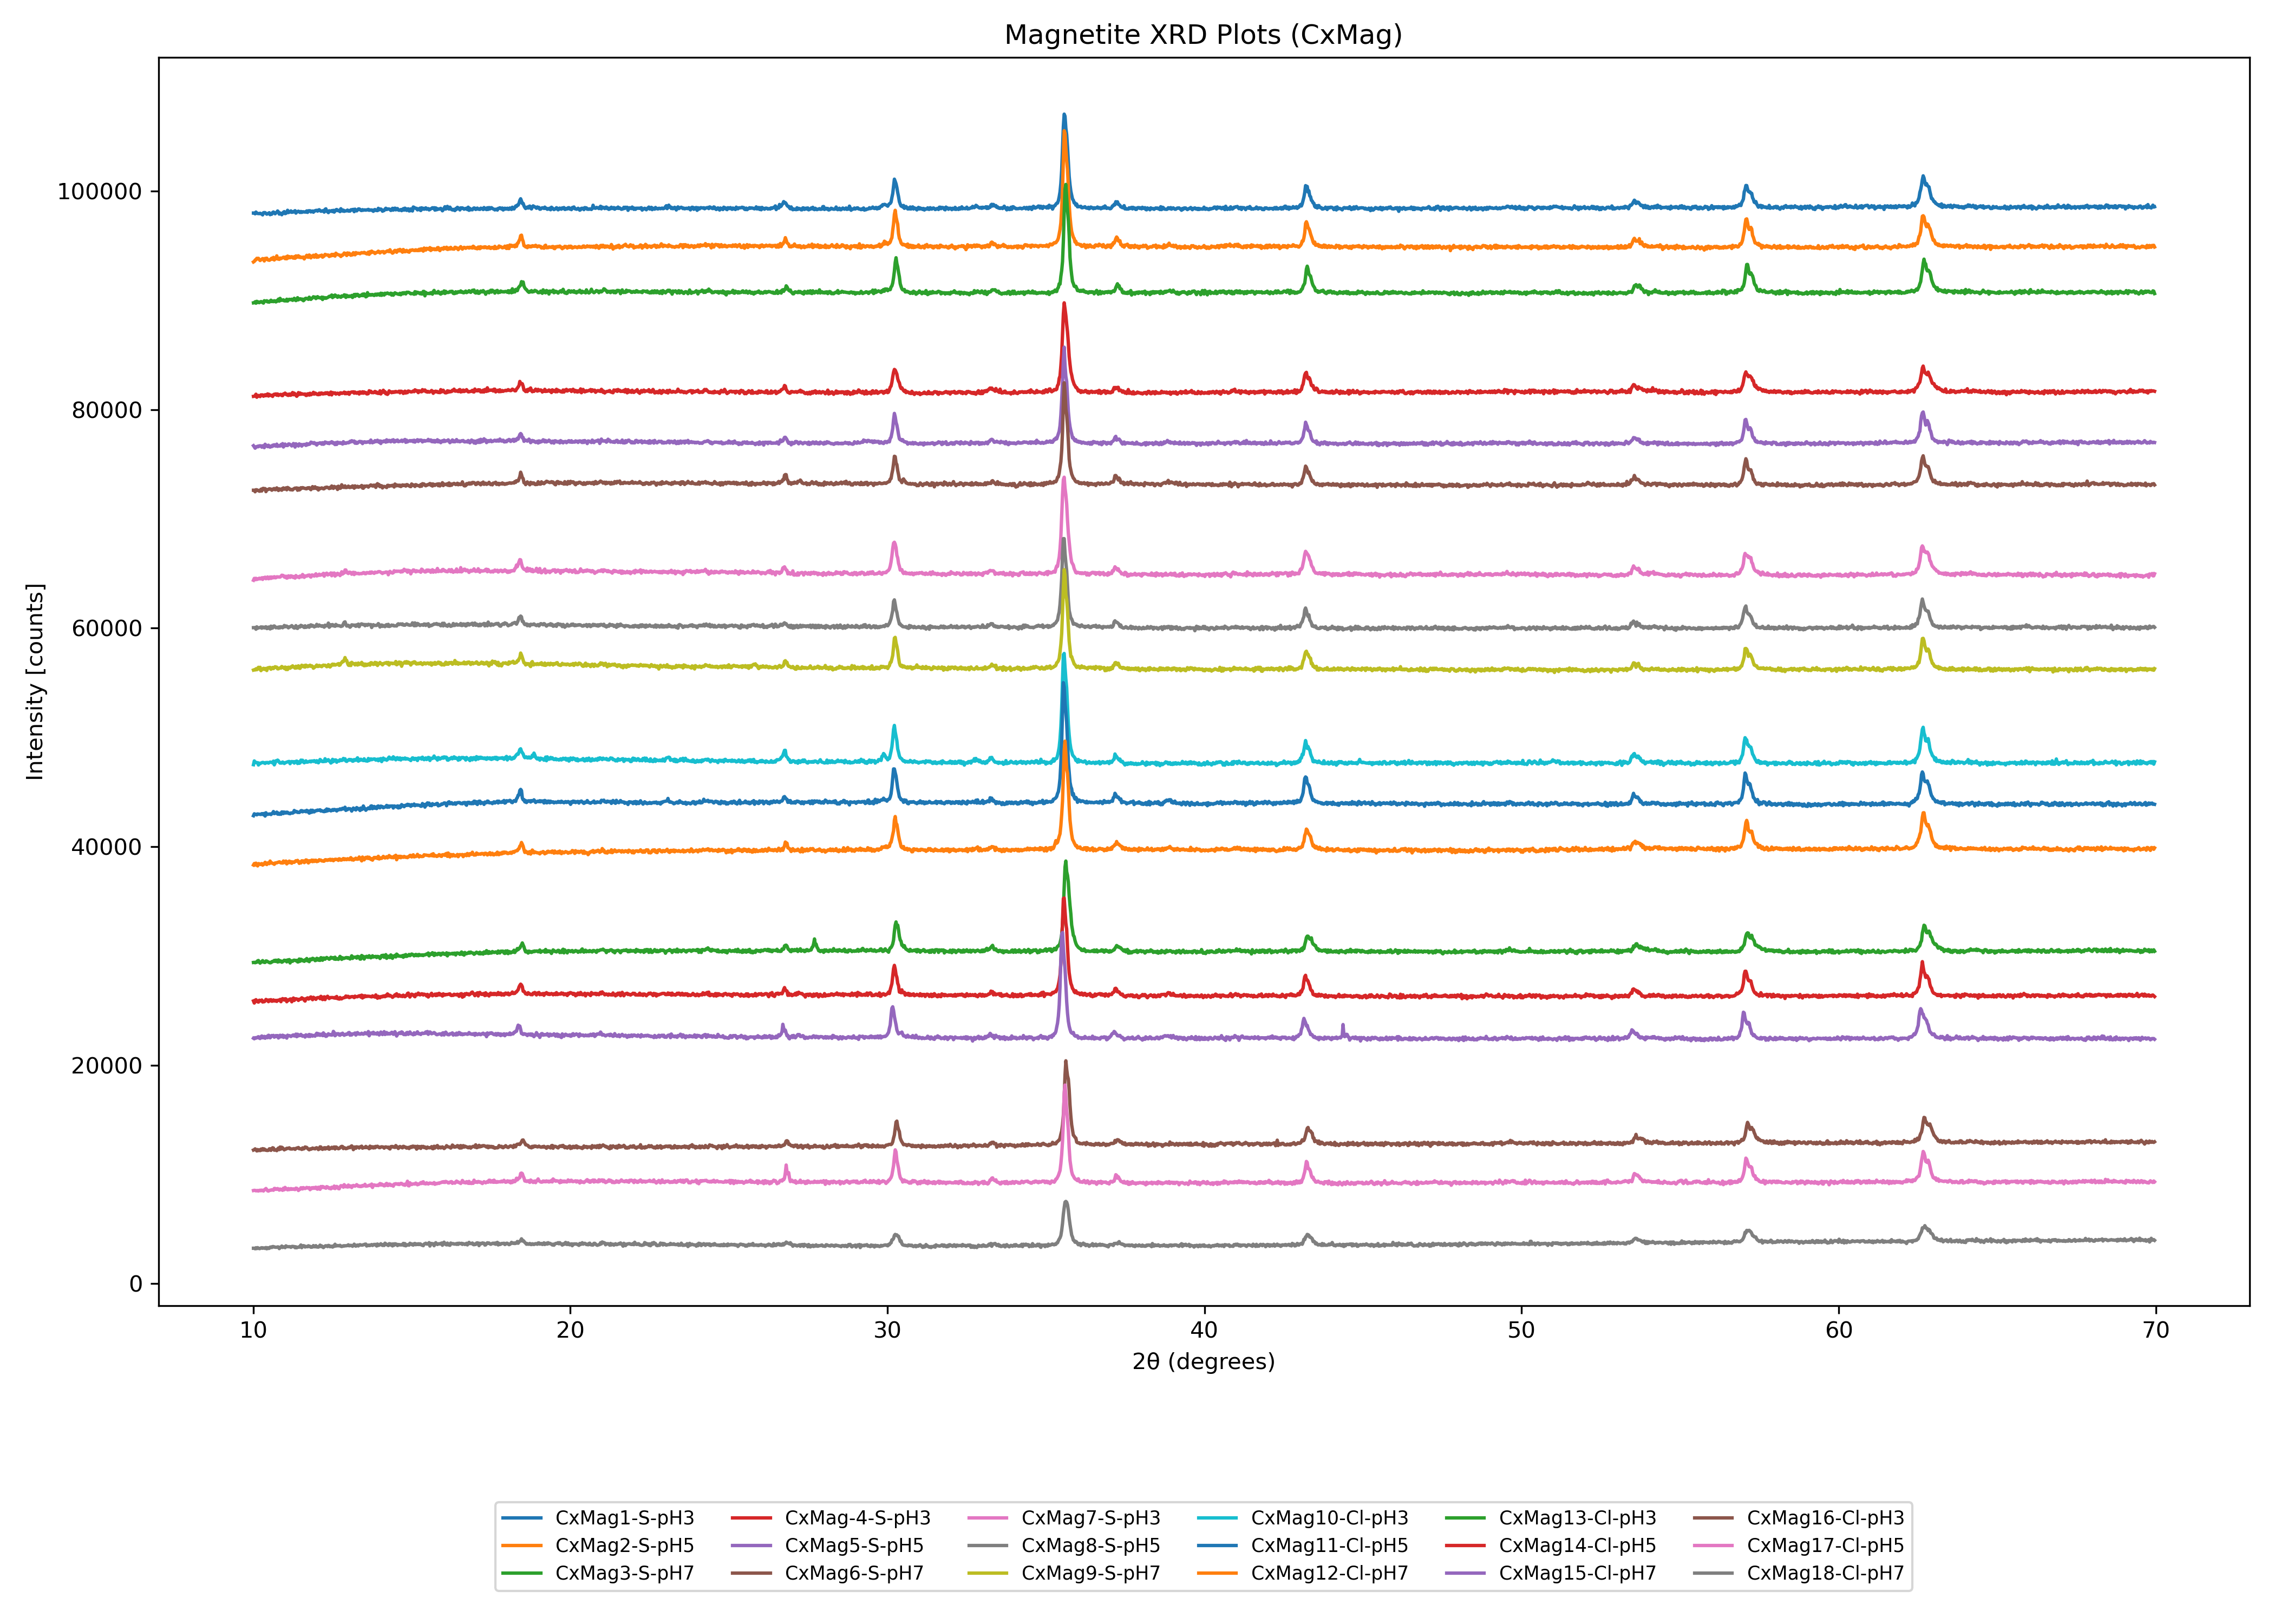 Magnetite XRD Plots (CxMag)
100000
80000
60000
40000
20000
0
Intensity [counts]
10 20 30 40 50 60 70
2θ (degrees)
CxMag1-S-pH3 CxMag-4-S-pH3 CxMag7-S-pH3 CxMag10-Cl-pH3 CxMag13-Cl-pH3 CxMag16-Cl-pH3
CxMag2-S-pH5 CxMag5-S-pH5 CxMag8-S-pH5 CxMag11-Cl-pH5 CxMag14-Cl-pH5 CxMag17-Cl-pH5
CxMag3-S-pH7 CxMag6-S-pH7 CxMag9-S-pH7 CxMag12-Cl-pH7 CxMag15-Cl-pH7 CxMag18-Cl-pH7